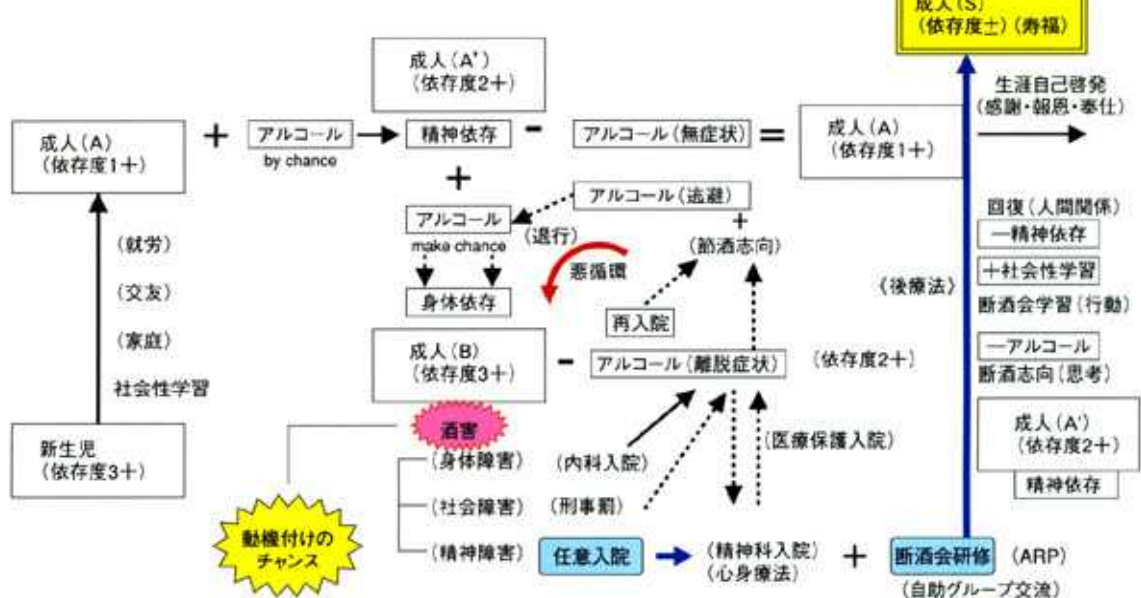 成人(S)
(依存度±)(寿福)
成人(A')
(依存度2+)
生涯自己啓発
(感謝・報恩・奉仕)
成人(A)
(依存度1+)
+
アルコール
by chance
精神依存
-
アルコール(無症状)
=
成人(A)
(依存度1+)
+
アルコール(逃避)
アルコール
make chance
(退行)
+
(節酒志向)
悪循環
回復(人間関係)
—精神依存
+社会性学習
断酒会学習(行動)
《後療法》
(就労)
(交友)
(家庭)
社会性学習
身体依存
再入院
成人(B)
(依存度3+)
-
アルコール(離脱症状)
(依存度2+)
—アルコール
断酒志向(思考)
成人(A')
(依存度2+)
精神依存
新生児
(依存度3+)
酒害
(身体障害)
(内科入院)
(医療保護入院)
(社会障害)
(刑事罰)
動機付けの
チャンス
(精神障害)
任意入院
(精神科入院)
(心身療法)
+
断酒会研修
(ARP)
(自助グループ交流)